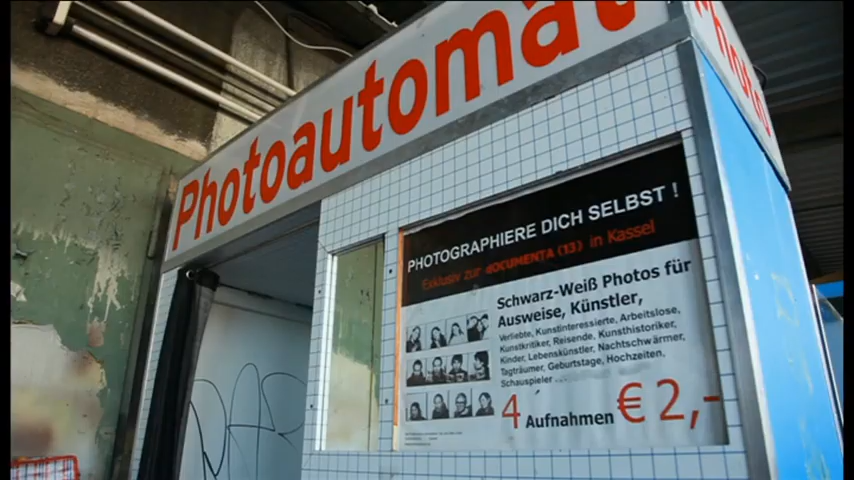 Photoautomat
PHOTOGRAPHIERE DICH SELBST !
Exklusiv zur dOCUMENTA (13) in Kassel
Schwarz-Weiß Photos für
Ausweise, Künstler,
Verliebte, Kunstinteressierte, Arbeitslose,
Kunstkritiker, Reisende, Kunsthistoriker,
Kinder, Lebenskünstler, Nachtschwärmer,
Tagträumer, Geburtstage, Hochzeiten,
Schauspieler ...
4 Aufnahmen €2,-